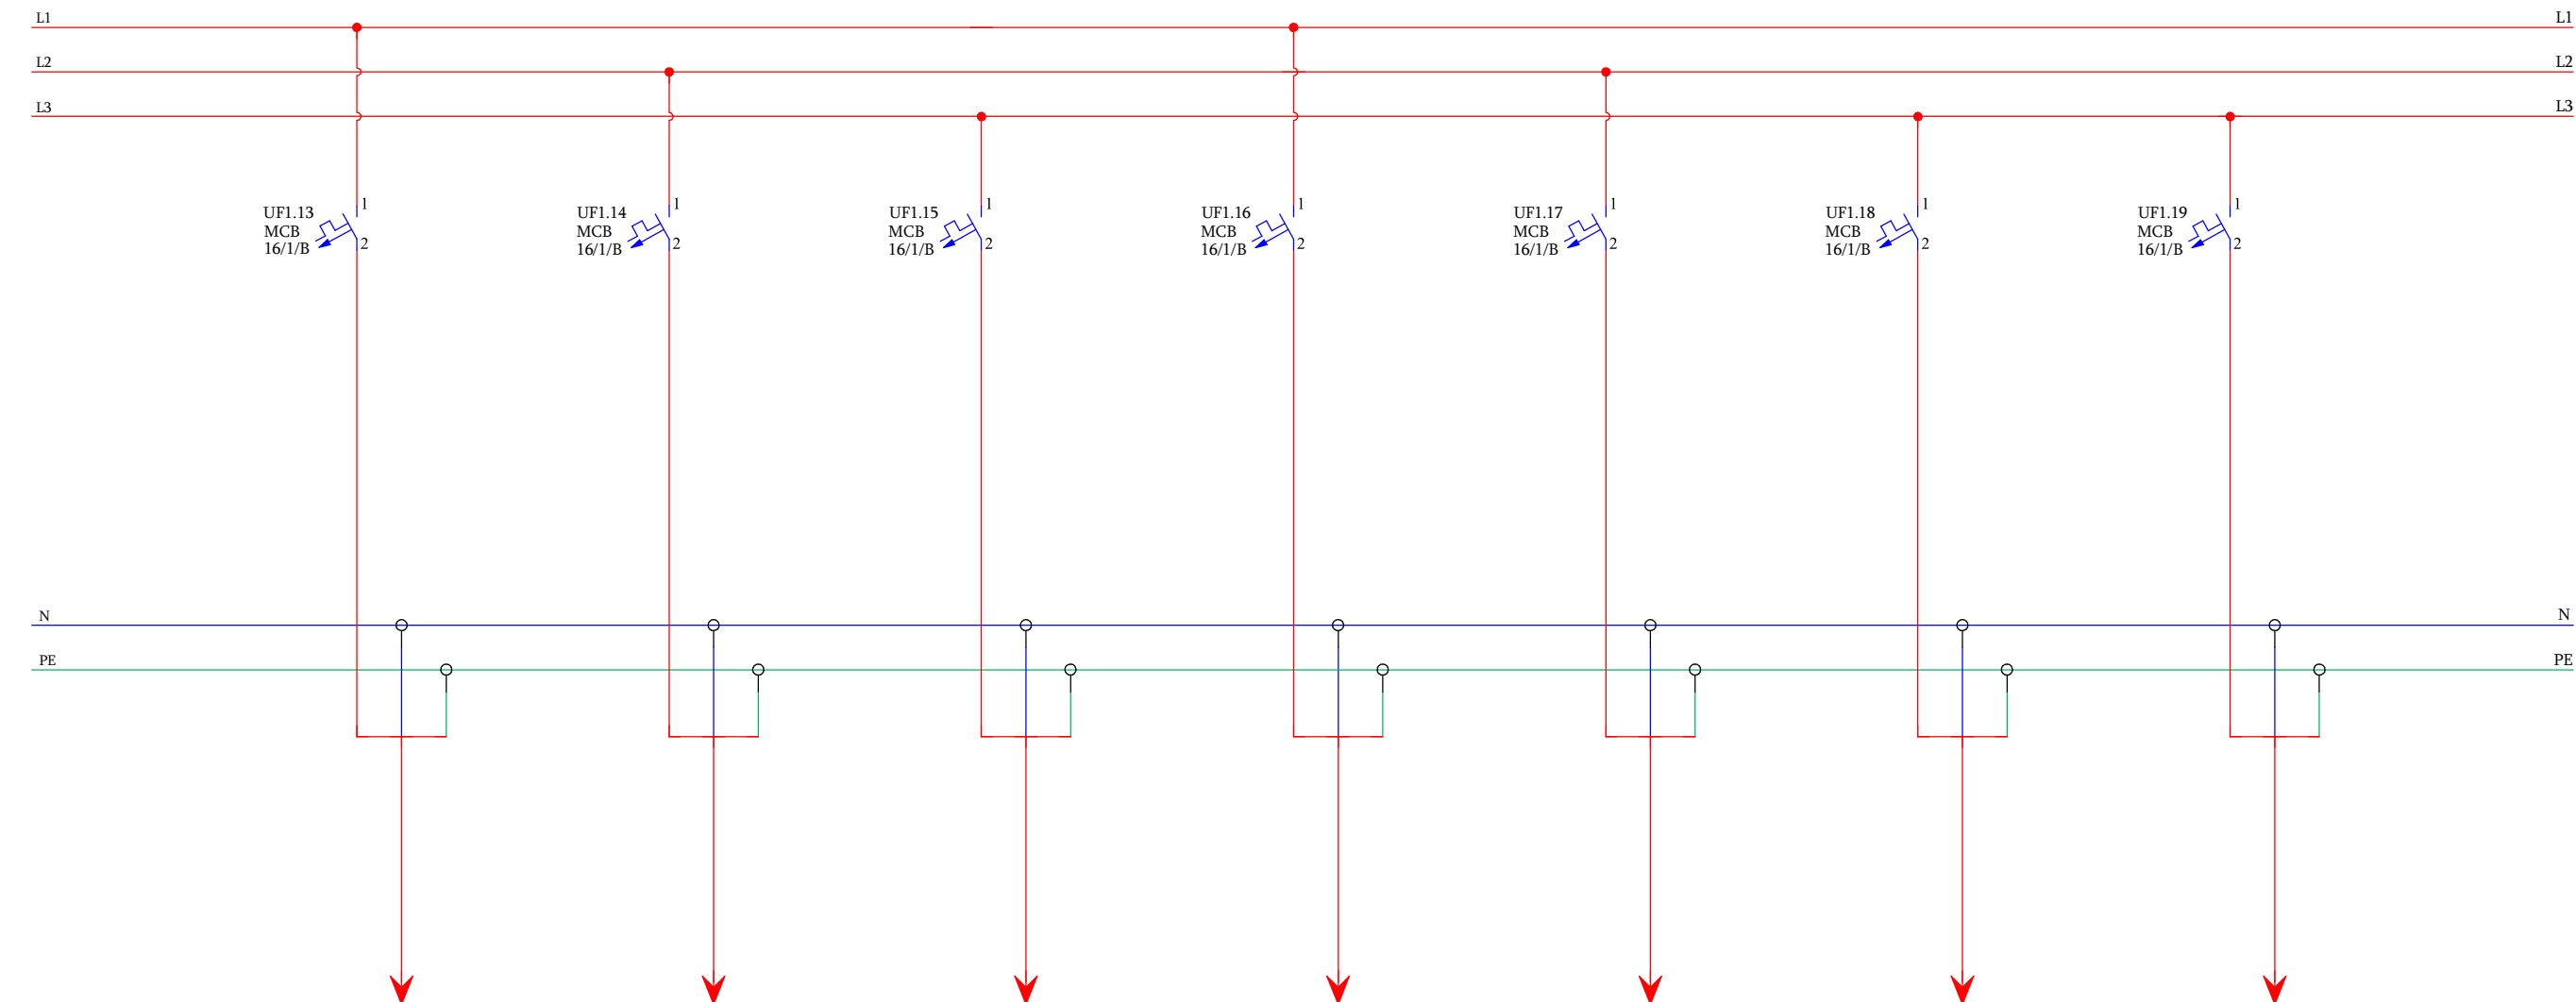 L1 L1
L2 L2
L3 L3
1 1 1 1 1 1 1
UF1.13 UF1.14 UF1.15 UF1.16 UF1.17 UF1.18 UF1.19
MCB MCB MCB MCB MCB MCB MCB
2 2 2 2 2 2 2
16/1/B 16/1/B 16/1/B 16/1/B 16/1/B 16/1/B 16/1/B
N N
PE PE